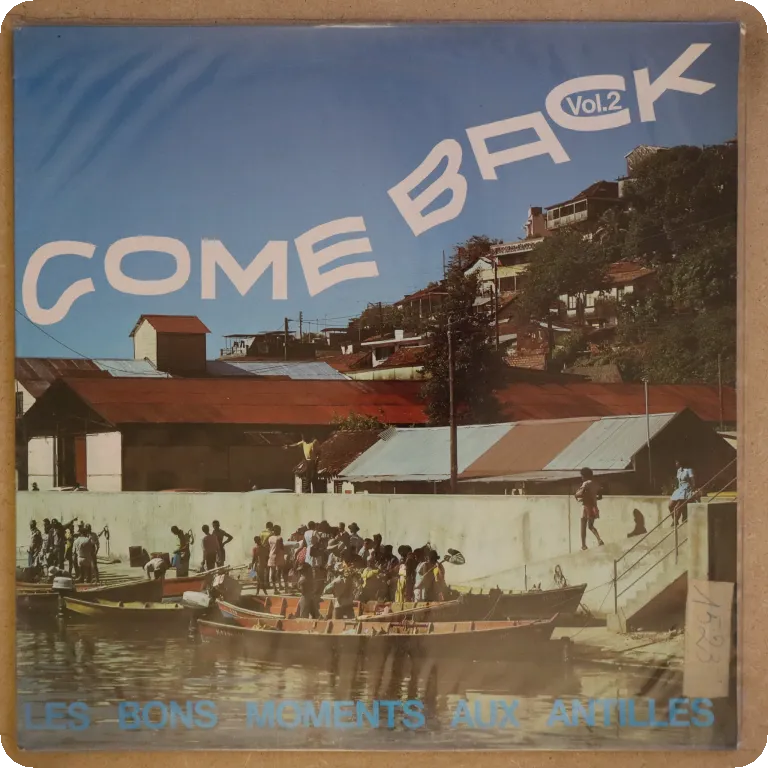 COME BACK
Vol.2
LES BONS MOMENTS AUX ANTILLES